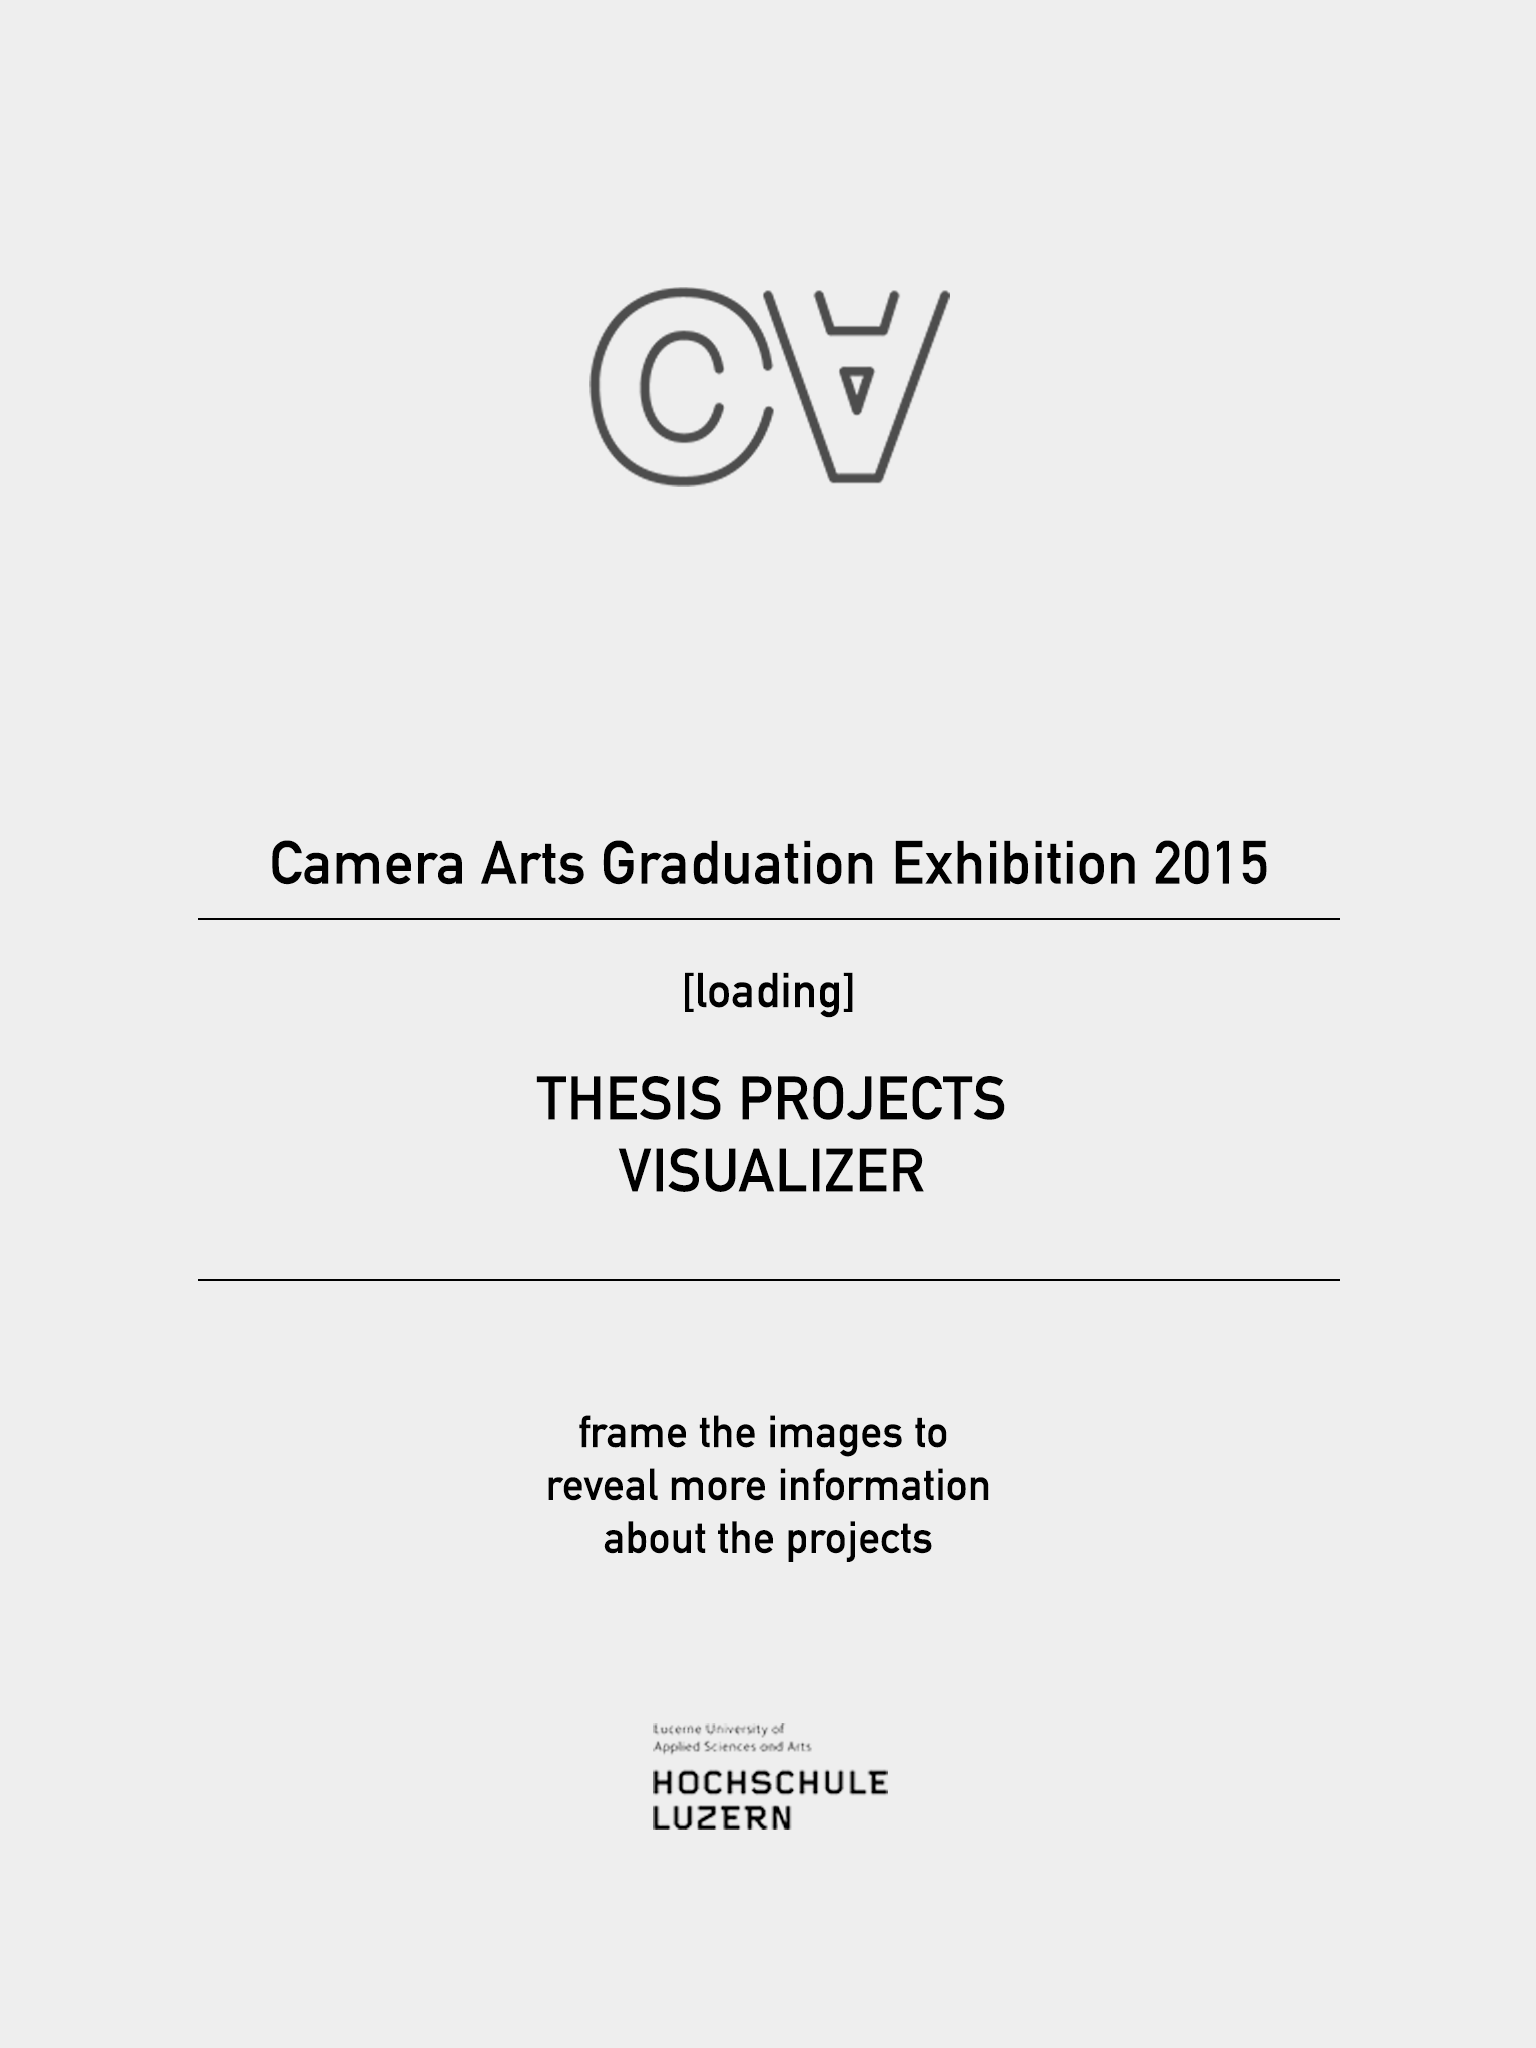 CA
Camera Arts Graduation Exhibition 2015
[loading]
THESIS PROJECTS
VISUALIZER
frame the images to
reveal more information
about the projects
Lucerne University of
Applied Sciences and Arts
HOCHSCHULE
LUZERN